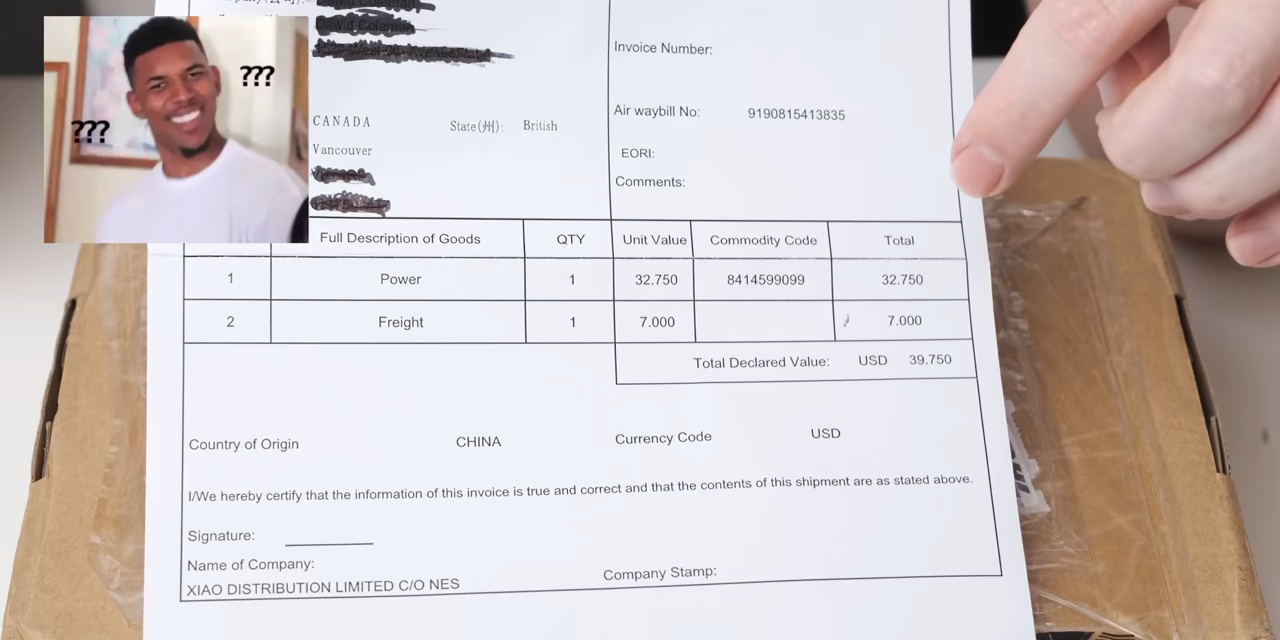 ???
???
Invoice Number:
Air waybill No: 9190815413835
CANADA State(州): British
EORI:
Vancouver
Comments:
Full Description of Goods QTY Unit Value Commodity Code Total
1 Power 1 32.750 8414599099 32.750
2 Freight 1 7.000 7.000
Total Declared Value: USD 39.750
Country of Origin CHINA Currency Code USD
I/We hereby certify that the information of this invoice is true and correct and that the contents of this shipment are as stated above.
Signature:
Name of Company:
XIAO DISTRIBUTION LIMITED C/O NES
Company Stamp: